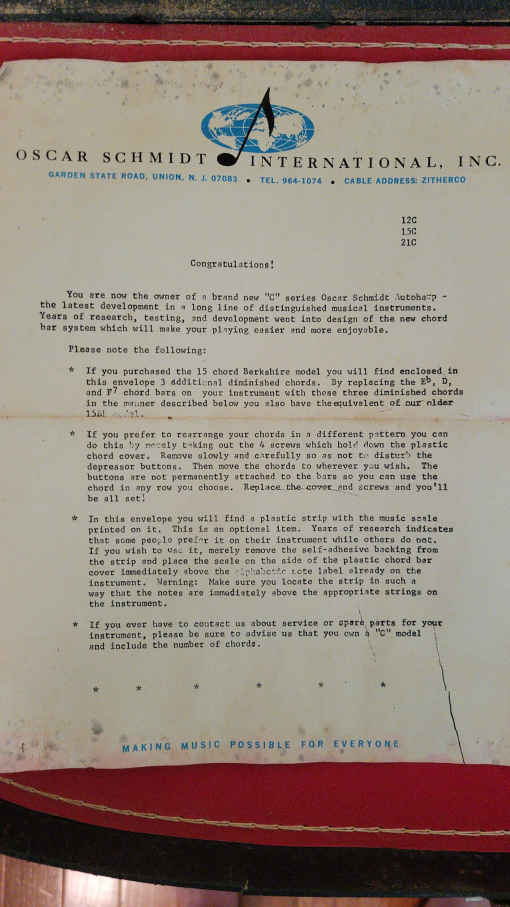 OSCAR SCHMIDT INTERNATIONAL, INC.
GARDEN STATE ROAD, UNION, N. J. 07083 • TEL. 964-1074 • CABLE ADDRESS: ZITHERCO
12C
15C
21C
Congratulations!
You are now the owner of a brand new "C" series Oscar Schmidt Autoharp -
the latest development in a long line of distinguished musical instruments.
Years of research, testing, and development went into design of the new chord
bar system which will make your playing easier and more enjoyable.
Please note the following:
* If you purchased the 15 chord Berkshire model you will find enclosed in
this envelope 3 additional diminished chords. By replacing the Eb, D,
and F7 chord bars on your instrument with these three diminished chords
in the manner described below you also have the equivalent of our older
model.
* If you prefer to rearrange your chords in a different pattern you can
do this by merely taking out the 4 screws which hold down the plastic
chord cover. Remove slowly and carefully so as not to disturb the
depressor buttons. Then move the chords to wherever you wish. The
buttons are not permanently attached to the bars so you can use the
chord in any row you choose. Replace the cover and screws and you'll
be all set!
* In this envelope you will find a plastic strip with the music scale
printed on it. This is an optional item. Years of research indicates
that some people prefer it on their instrument while others do not.
If you wish to use it, merely remove the self-adhesive backing from
the strip and place the scale on the side of the plastic chord bar
cover immediately above the alphabetic note label already on the
instrument. Warning: Make sure you locate the strip in such a
way that the notes are immediately above the appropriate strings on
the instrument.
* If you ever have to contact us about service or spare parts for your
instrument, please be sure to advise us that you own a "C" model
and include the number of chords.
* * * * * *
MAKING MUSIC POSSIBLE FOR EVERYONE